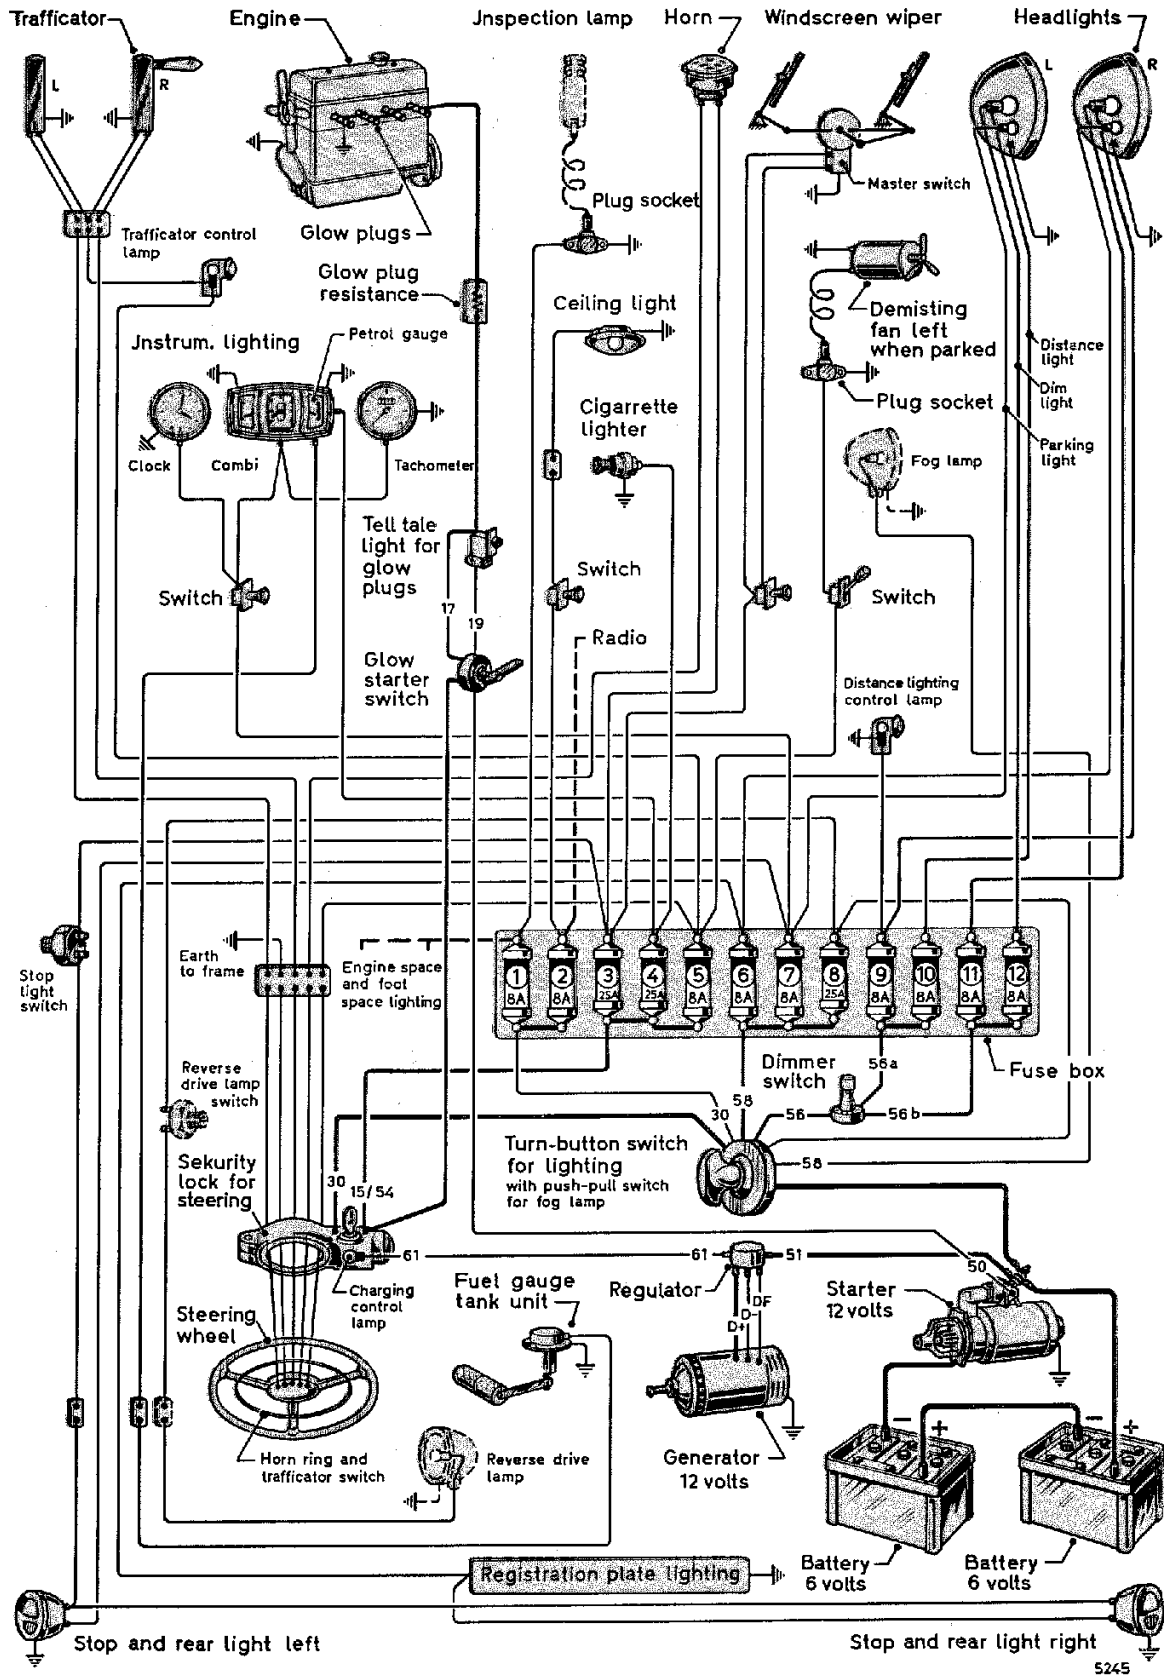 Trafficator
Engine
Jnspection lamp
Horn
Windscreen wiper
Headlights
L
R
L
R
Master switch
Plug socket
Trafficator control
lamp
Glow plugs
Glow plug
resistance
Ceiling light
Demisting
fan left
when parked
Distance
light
Jnstrum. lighting
Petrol gauge
Dim
light
Cigarrette
lighter
Plug socket
Parking
light
Clock
Combi
Tachometer
Fog lamp
Tell tale
light for
glow
plugs
Switch
Switch
Switch
17
19
Radio
Glow
starter
switch
Distance lighting
control lamp
Stop
light
switch
Earth
to frame
Engine space
and foot
space lighting
1
2
3
4
5
6
7
8
9
10
11
12
8A
8A
25A
25A
8A
8A
8A
25A
8A
8A
8A
8A
Reverse
drive lamp
switch
Dimmer
switch
56a
Fuse box
58
30
56
56b
Turn-button switch
for lighting
with push-pull switch
for fog lamp
58
Sekurity
lock for
steering
30
15/54
61
61
51
50
Charging
control
lamp
Fuel gauge
tank unit
Regulator
Starter
12 volts
D+
D-
DF
Steering
wheel
Horn ring and
trafficator switch
Reverse drive
lamp
Generator
12 volts
−
+
−
+
Battery
6 volts
Battery
6 volts
Registration plate lighting
Stop and rear light left
Stop and rear light right
5245